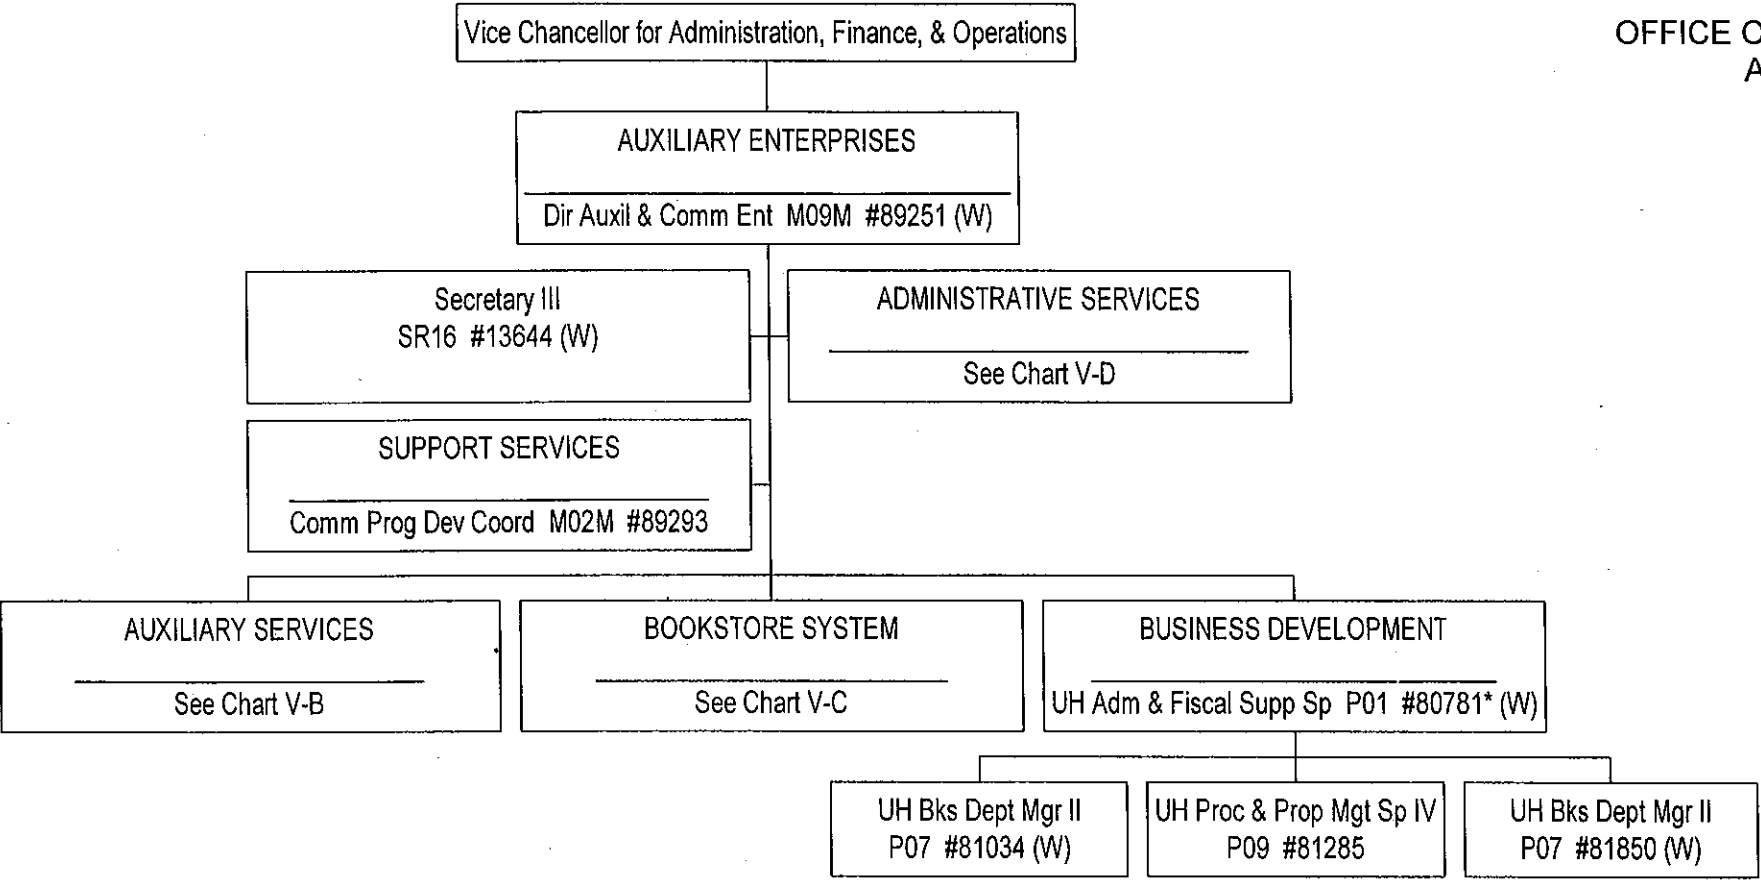 Vice Chancellor for Administration, Finance, & Operations
OFFICE
A
AUXILIARY ENTERPRISES
Dir Auxil & Comm Ent M09M #89251 (W)
Secretary III
SR16 #13644 (W)
ADMINISTRATIVE SERVICES
See Chart V-D
SUPPORT SERVICES
Comm Prog Dev Coord M02M #89293
AUXILIARY SERVICES
See Chart V-B
BOOKSTORE SYSTEM
See Chart V-C
BUSINESS DEVELOPMENT
UH Adm & Fiscal Supp Sp P01 #80781* (W)
UH Bks Dept Mgr II
P07 #81034 (W)
UH Proc & Prop Mgt Sp IV
P09 #81285
UH Bks Dept Mgr II
P07 #81850 (W)